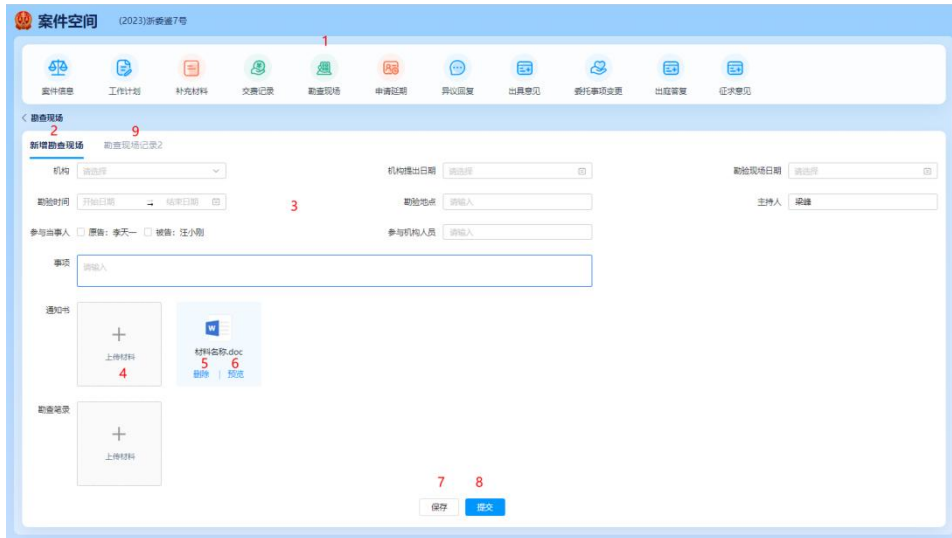 案件空间 (2023)浙委鉴7号
1
案件信息 工作计划 补充材料 交费记录 勘查现场 申请延期 异议回复 出具意见 委托事项变更 出庭答复 征求意见
< 勘查现场
2 9
新增勘查现场 勘查现场记录2
机构 请选择 机构推出日期 请选择 勘验现场日期 请选择
勘验时间 开始日期 结束日期 3 勘验地点 请输入 主持人 梁峰
参与当事人 原告：李天一 被告：汪小刚 参与机构人员 请输入
事项 请输入
通知书
W
上传材料 材料名称.doc
4 5 6
删除 | 预览
勘查笔录
上传材料
7 8
保存 提交